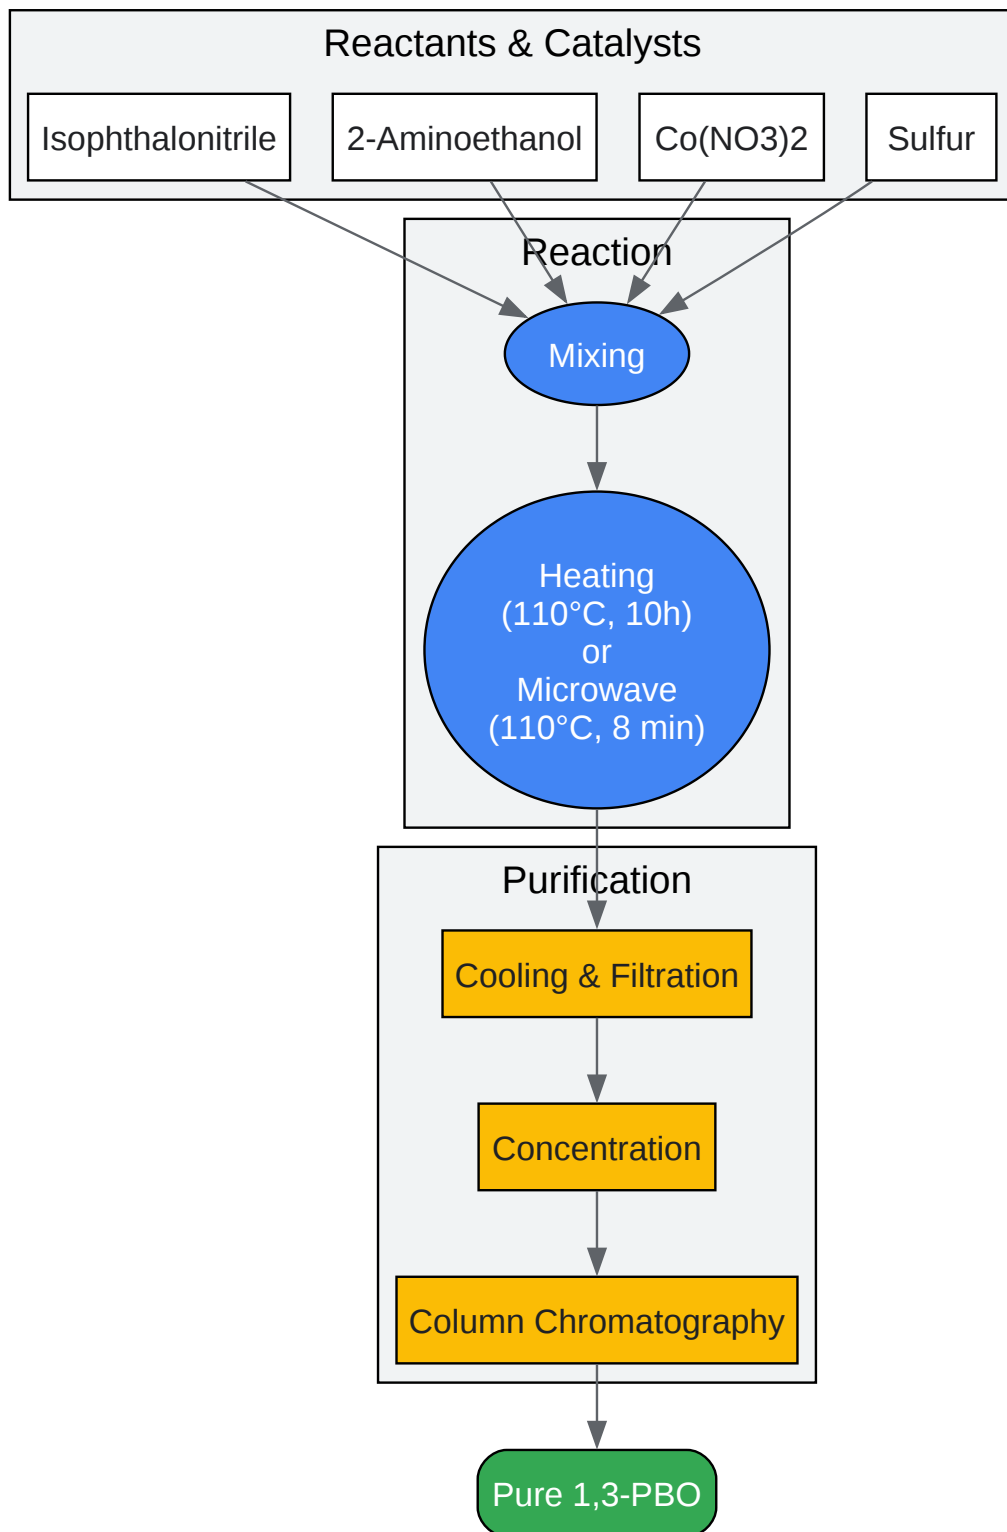 Reactants & Catalysts
Isophthalonitrile
2-Aminoethanol
Co(NO3)2
Sulfur
Reaction
Mixing
Heating
(110°C, 10h)
or
Microwave
(110°C, 8 min)
Purification
Cooling & Filtration
Concentration
Column Chromatography
Pure 1,3-PBO